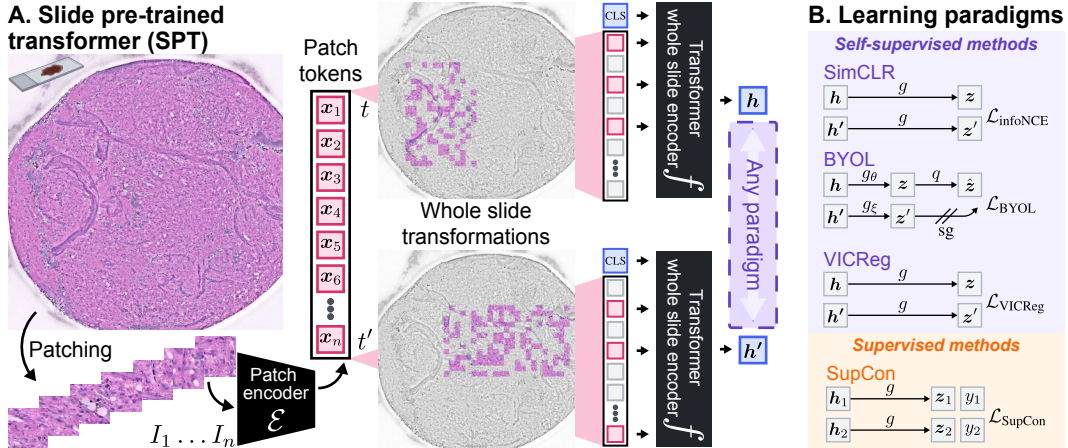 A. Slide pre-trained
transformer (SPT)
Patching
I₁ … Iₙ
Patch
encoder
ℰ
Patch
tokens
x₁
x₂
x₃
x₄
x₅
x₆
xₙ
t
t′
Whole slide
transformations
CLS
Transformer
whole slide encoder
f
h
Any paradigm
CLS
Transformer
whole slide encoder
f
h′
B. Learning paradigms
Self-supervised methods
SimCLR
h g z
h′ g z′
ℒinfoNCE
BYOL
h gθ z q ẑ
h′ gξ z′ sg
ℒBYOL
VICReg
h g z
h′ g z′
ℒVICReg
Supervised methods
SupCon
h₁ g z₁ y₁
h₂ g z₂ y₂
ℒSupCon